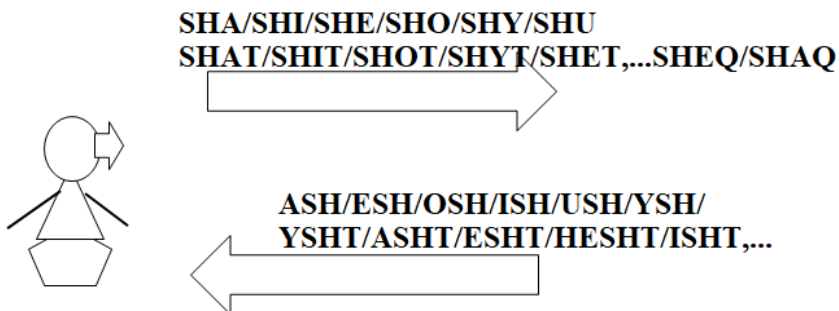 SHA/SHI/SHE/SHO/SHY/SHU
SHAT/SHIT/SHOT/SHYT/SHET,...SHEQ/SHAQ
ASH/ESH/OSH/ISH/USH/YSH/
YSHT/ASHT/ESHT/HESHT/ISHT,...